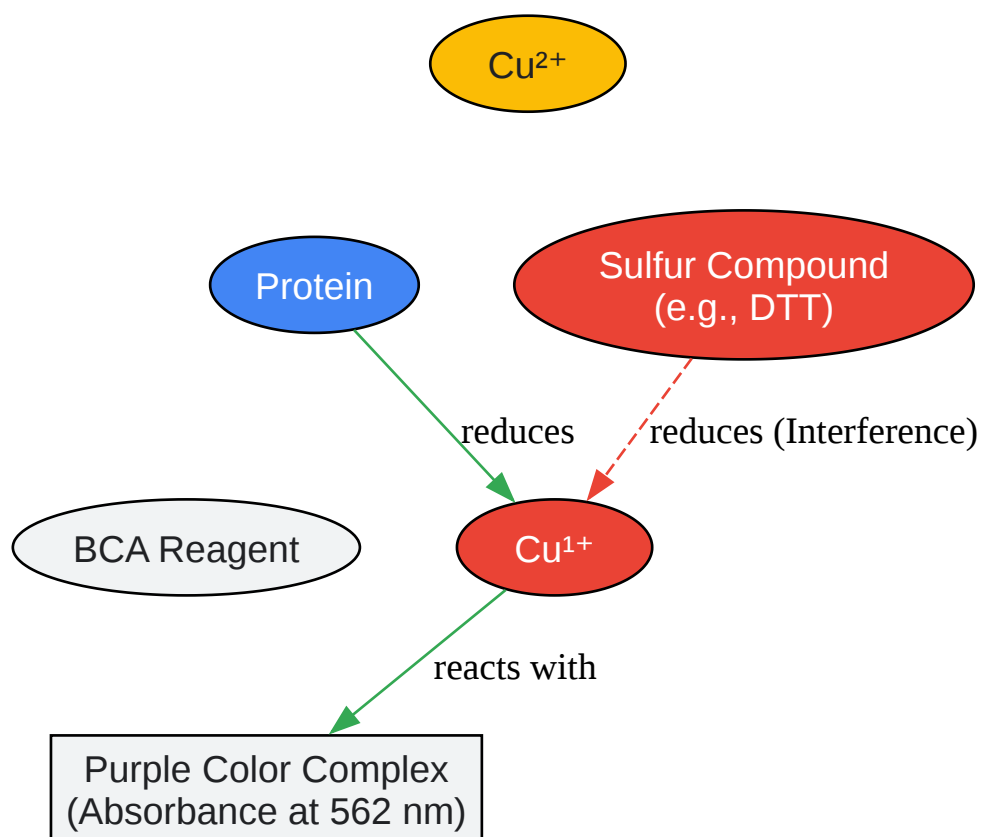 Cu²⁺
Protein
Sulfur Compound
(e.g., DTT)
reduces
reduces (Interference)
BCA Reagent
Cu¹⁺
reacts with
Purple Color Complex
(Absorbance at 562 nm)